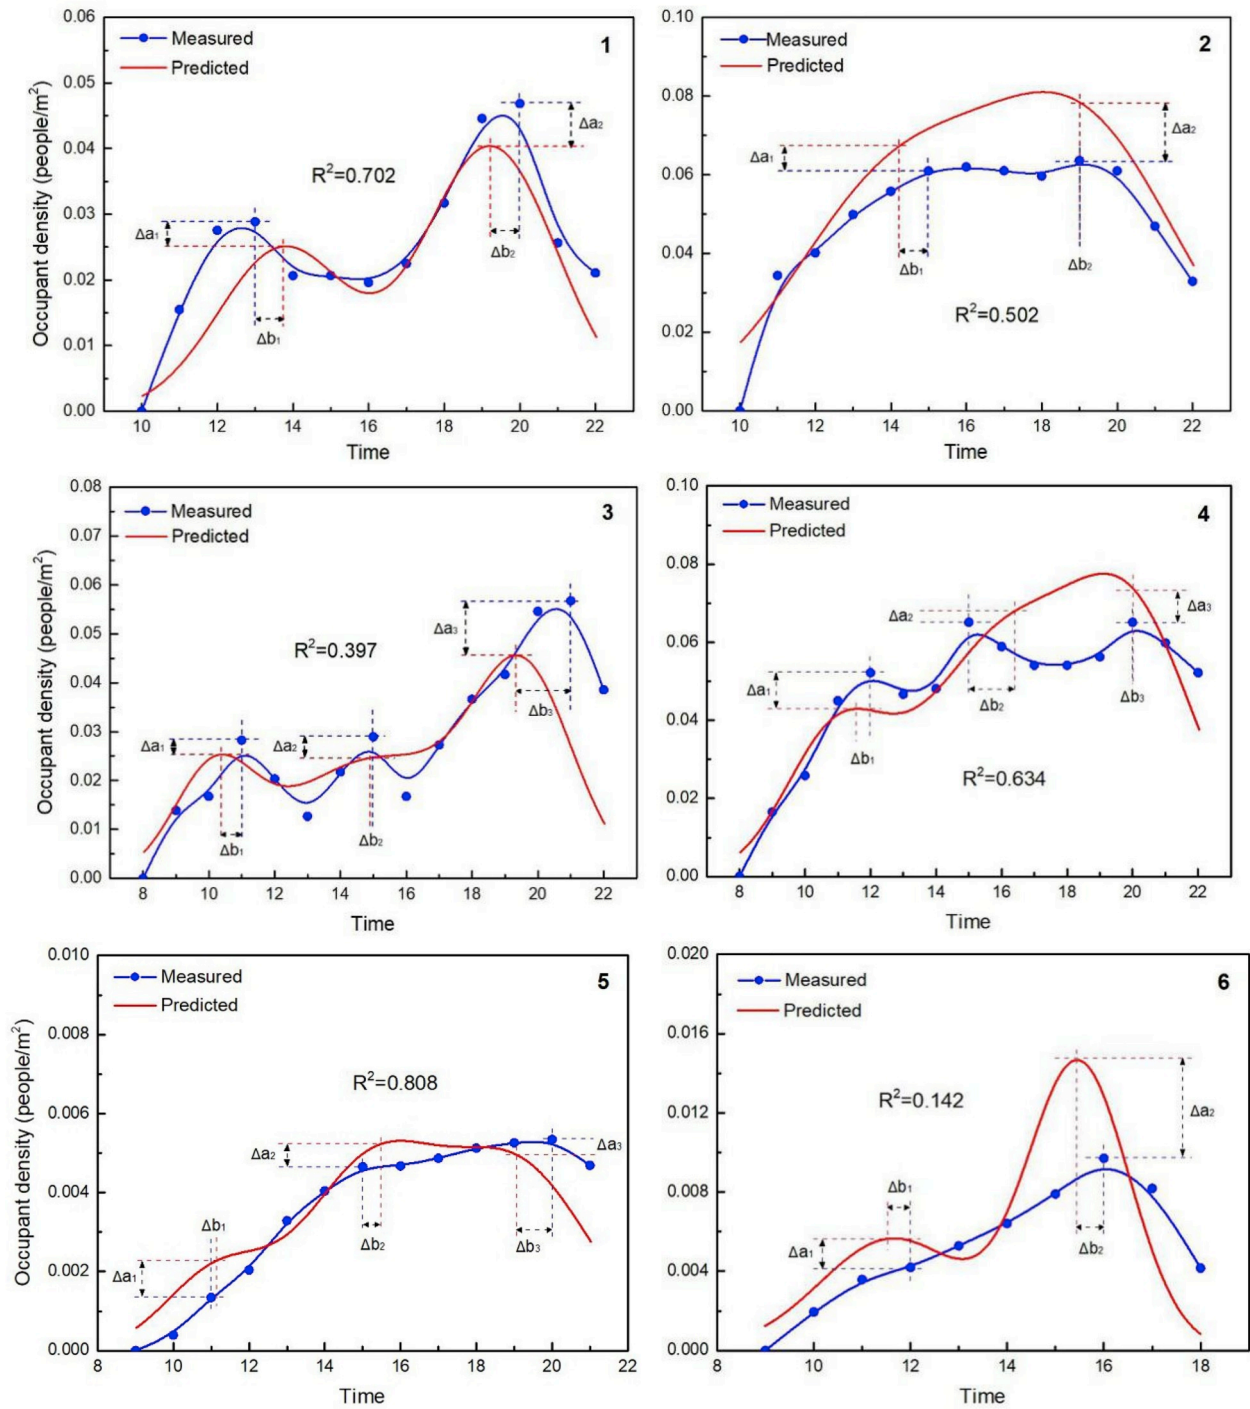 Occupant density (people/m²)
0.06
0.05
0.04
0.03
0.02
0.01
0.00
Measured
Predicted
1
R²=0.702
Δa₁
Δb₁
Δa₂
Δb₂
10 12 14 16 18 20 22
Time
0.10
0.08
0.06
0.04
0.02
0.00
Measured
Predicted
2
R²=0.502
Δa₁
Δb₁
Δa₂
Δb₂
10 12 14 16 18 20 22
Time
Occupant density (people/m²)
0.08
0.07
0.06
0.05
0.04
0.03
0.02
0.01
0.00
Measured
Predicted
3
R²=0.397
Δa₁
Δb₁
Δa₂
Δb₂
Δa₃
Δb₃
8 10 12 14 16 18 20 22
Time
0.10
0.08
0.06
0.04
0.02
0.00
Measured
Predicted
4
R²=0.634
Δa₁
Δb₁
Δa₂
Δb₂
Δa₃
Δb₃
8 10 12 14 16 18 20 22
Time
Occupant density (people/m²)
0.010
0.008
0.006
0.004
0.002
0.000
Measured
Predicted
5
R²=0.808
Δa₁
Δb₁
Δa₂
Δb₂
Δa₃
Δb₃
8 10 12 14 16 18 20 22
Time
0.020
0.016
0.012
0.008
0.004
0.000
Measured
Predicted
6
R²=0.142
Δa₁
Δb₁
Δa₂
Δb₂
8 10 12 14 16 18
Time